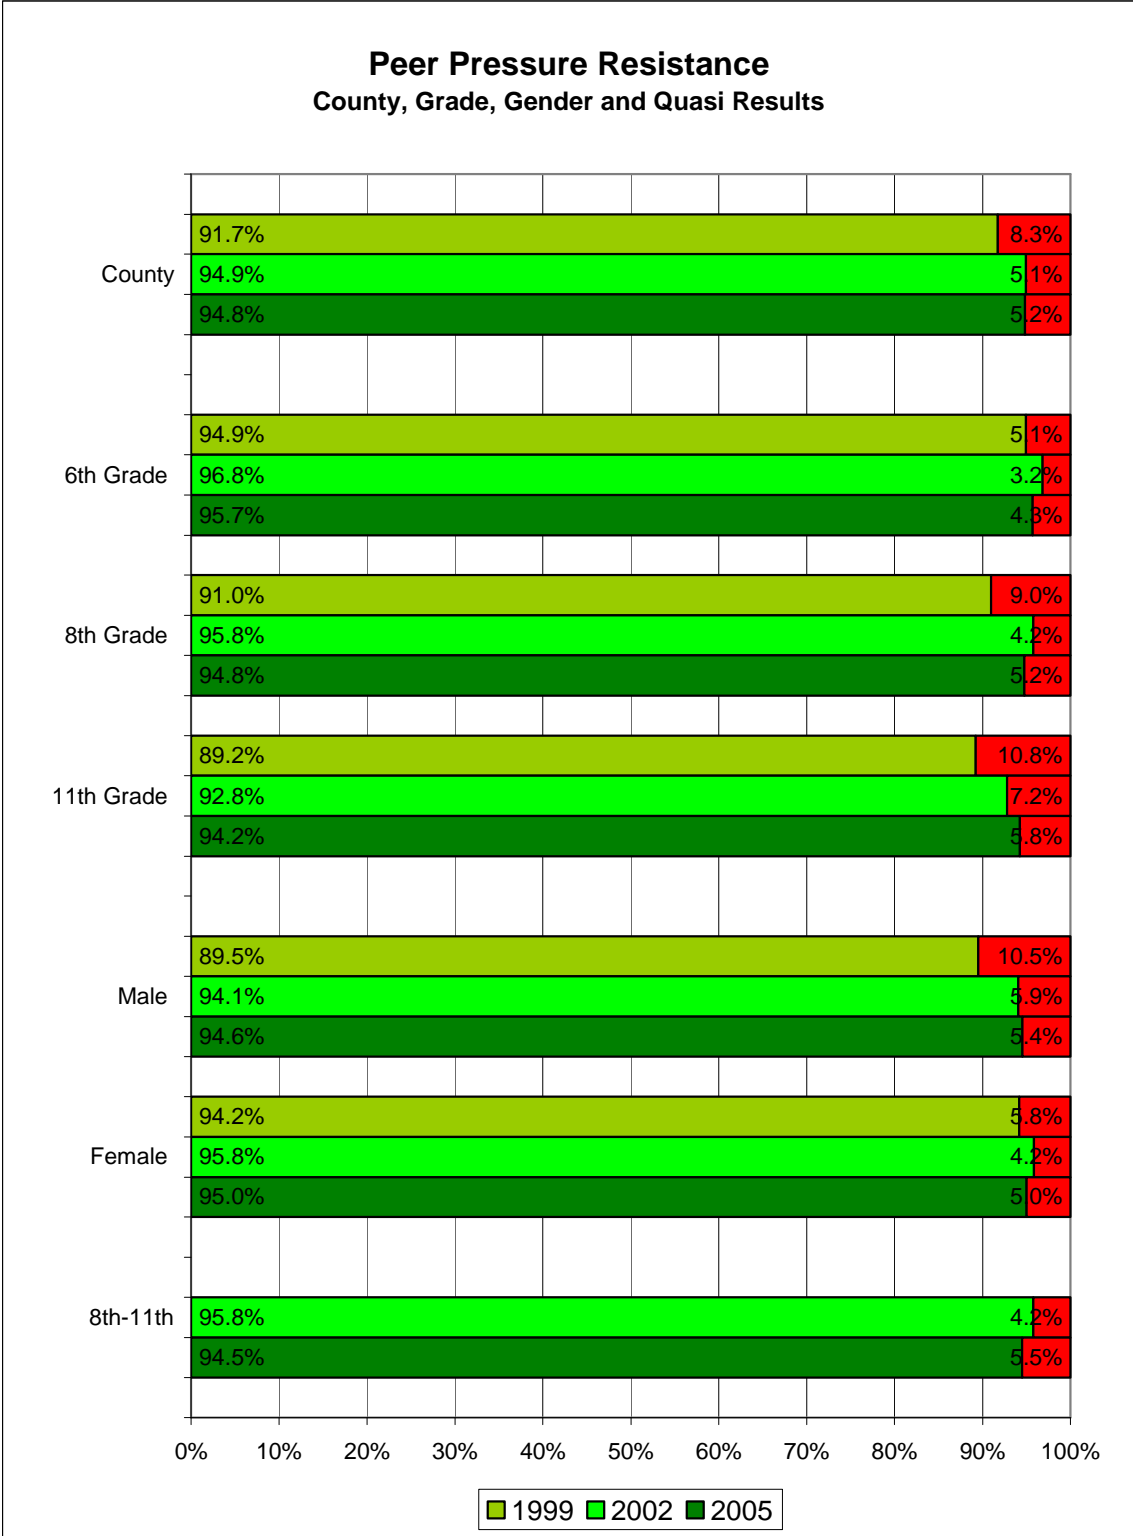 Peer Pressure Resistance
County, Grade, Gender and Quasi Results
91.7% 8.3%
County 94.9% 5.1%
94.8% 5.2%
94.9% 5.1%
6th Grade 96.8% 3.2%
95.7% 4.3%
91.0% 9.0%
8th Grade 95.8% 4.2%
94.8% 5.2%
89.2% 10.8%
11th Grade 92.8% 7.2%
94.2% 5.8%
89.5% 10.5%
Male 94.1% 5.9%
94.6% 5.4%
94.2% 5.8%
Female 95.8% 4.2%
95.0% 5.0%
8th-11th 95.8% 4.2%
94.5% 5.5%
0% 10% 20% 30% 40% 50% 60% 70% 80% 90% 100%
1999 2002 2005